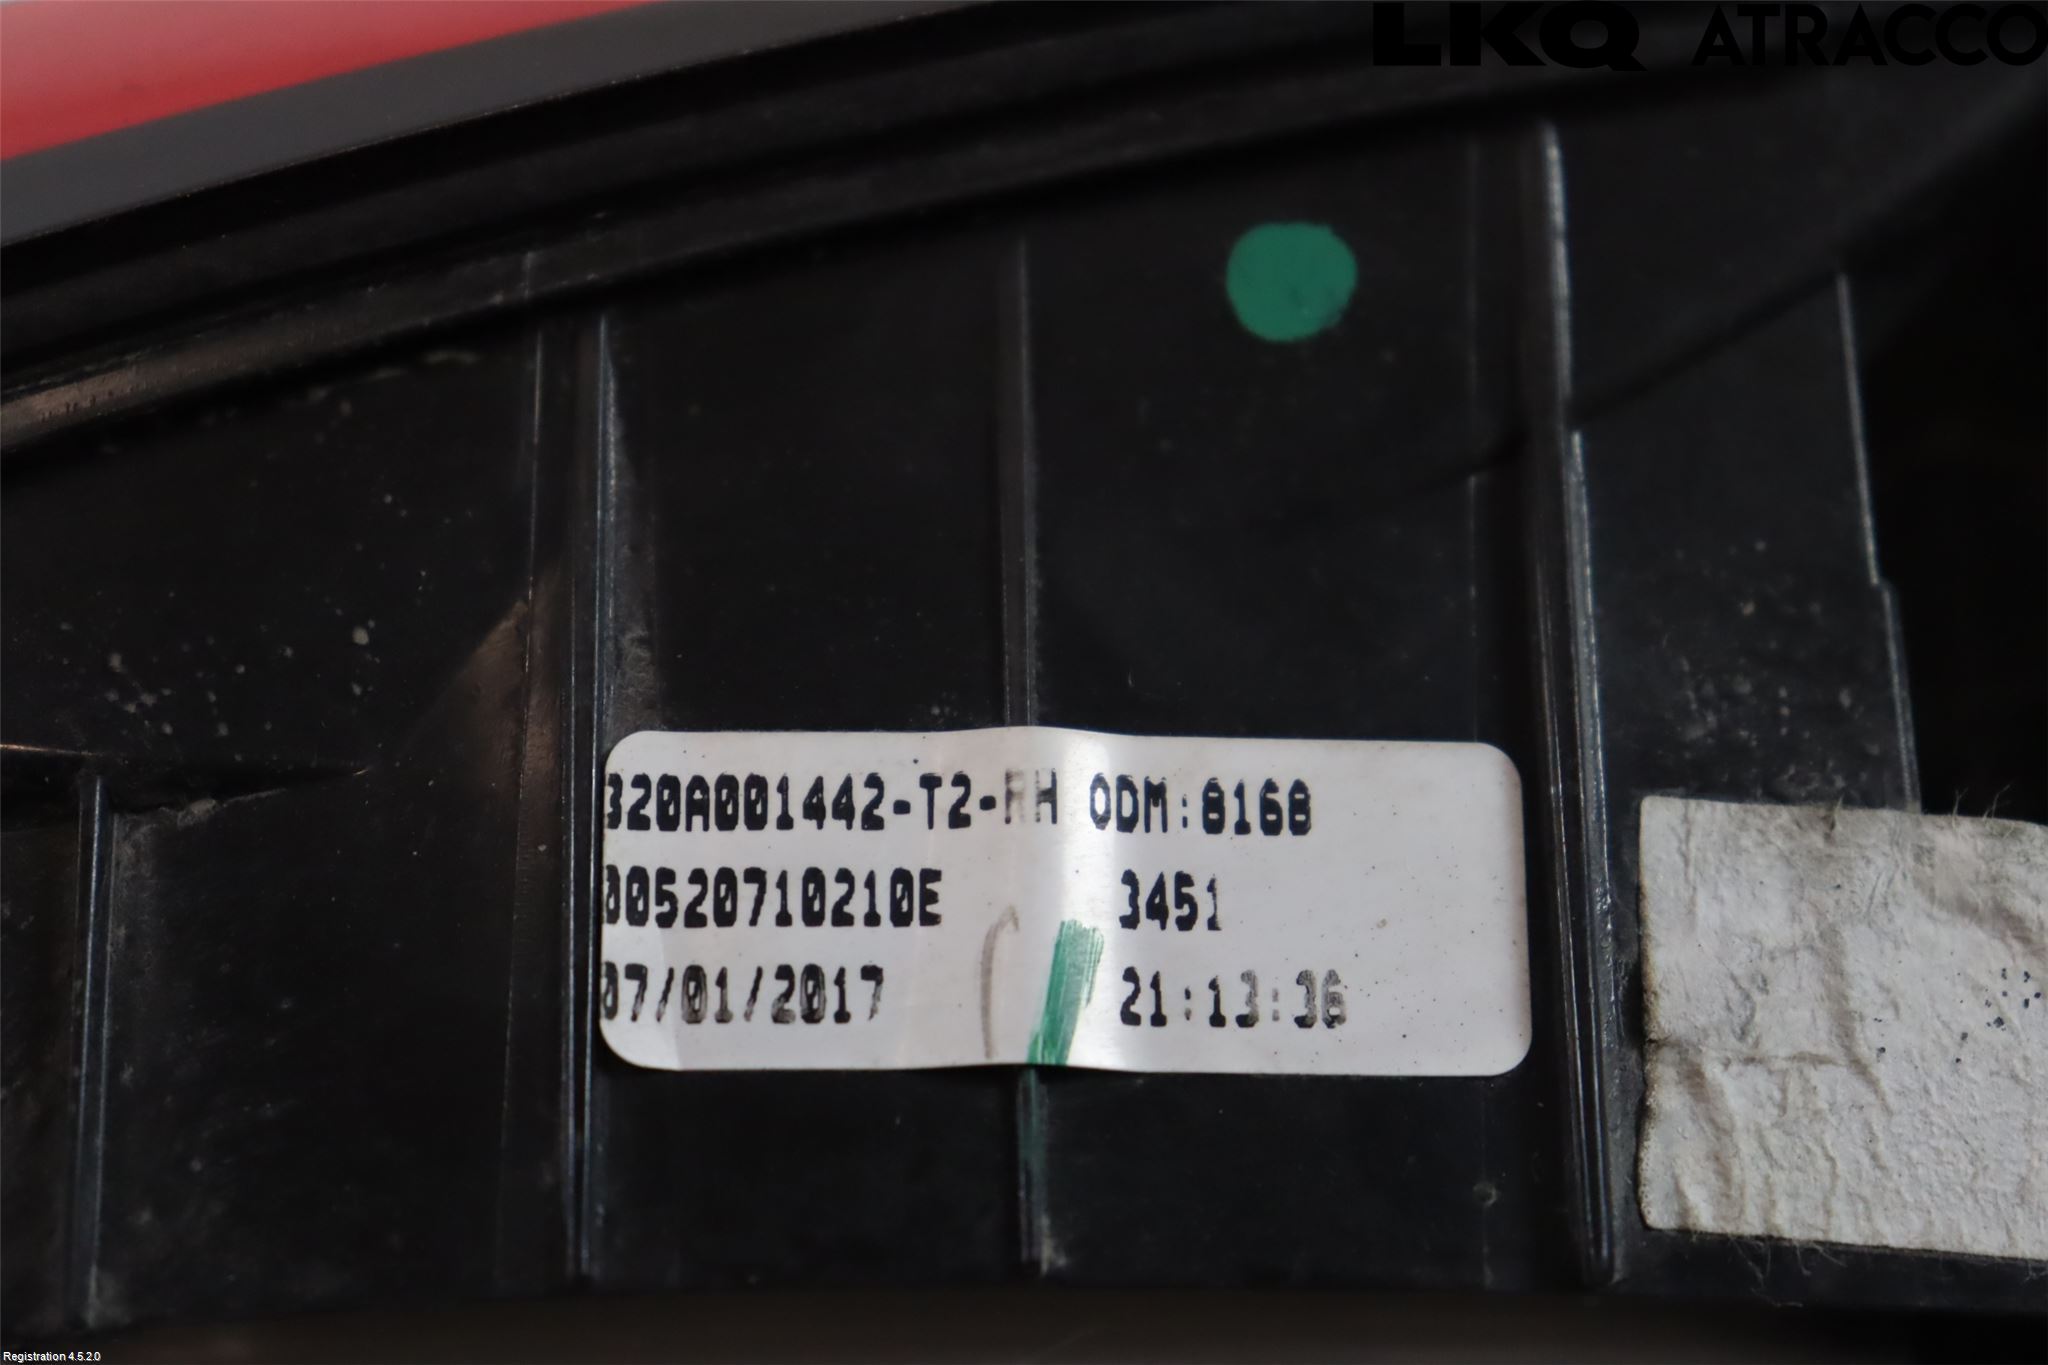 LKQ ATRACCO
320A001442-T2-RH ODM:8168
00520710210E 3451
07/01/2017 21:13:36
Registration 4.5.2.0